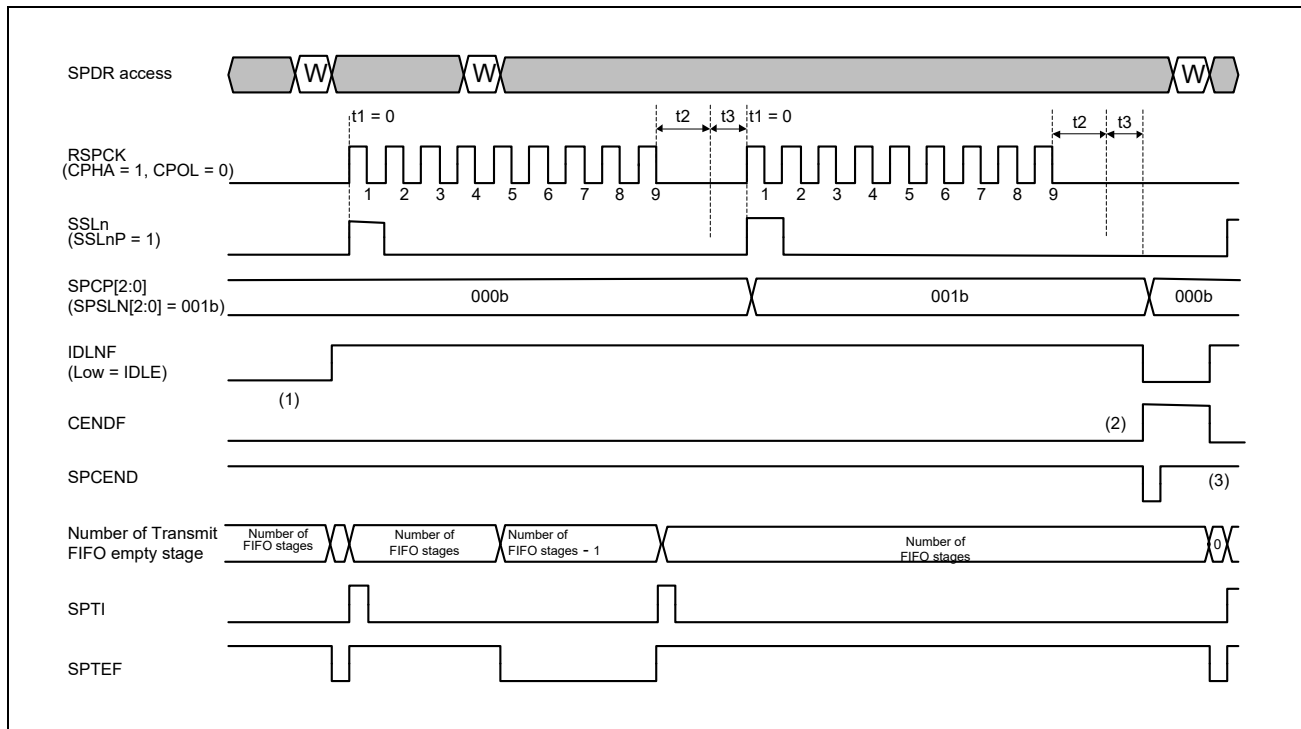 SPDR access
W
W
W
t1 = 0
t2
t3
t1 = 0
t2
t3
RSPCK
(CPHA = 1, CPOL = 0)
1 2 3 4 5 6 7 8 9
1 2 3 4 5 6 7 8 9
SSLn
(SSLnP = 1)
SPCP[2:0]
(SPSLN[2:0] = 001b)
000b
001b
000b
IDLNF
(Low = IDLE)
(1)
CENDF
(2)
SPCEND
(3)
Number of Transmit
FIFO empty stage
Number of
FIFO stages
Number of
FIFO stages
Number of
FIFO stages - 1
Number of
FIFO stages
0
SPTI
SPTEF